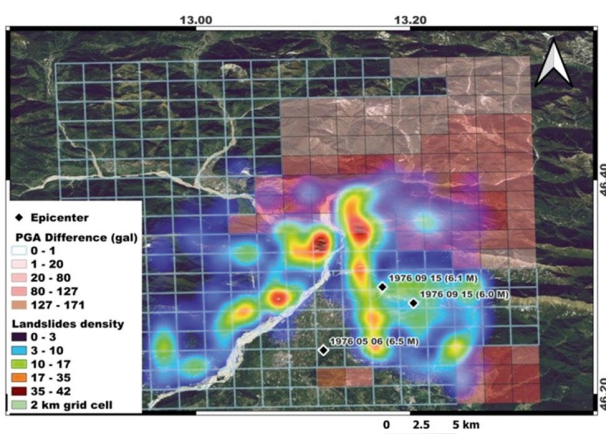 13.00 13.20
46.40
1976 09 15 (6.1 M)
1976 09 15 (6.0 M)
1976 05 06 (6.5 M)
46.20
Epicenter
PGA Difference (gal)
0 - 1
1 - 20
20 - 80
80 - 127
127 - 171
Landslides density
0 - 3
3 - 10
10 - 17
17 - 35
35 - 42
2 km grid cell
0 2.5 5 km